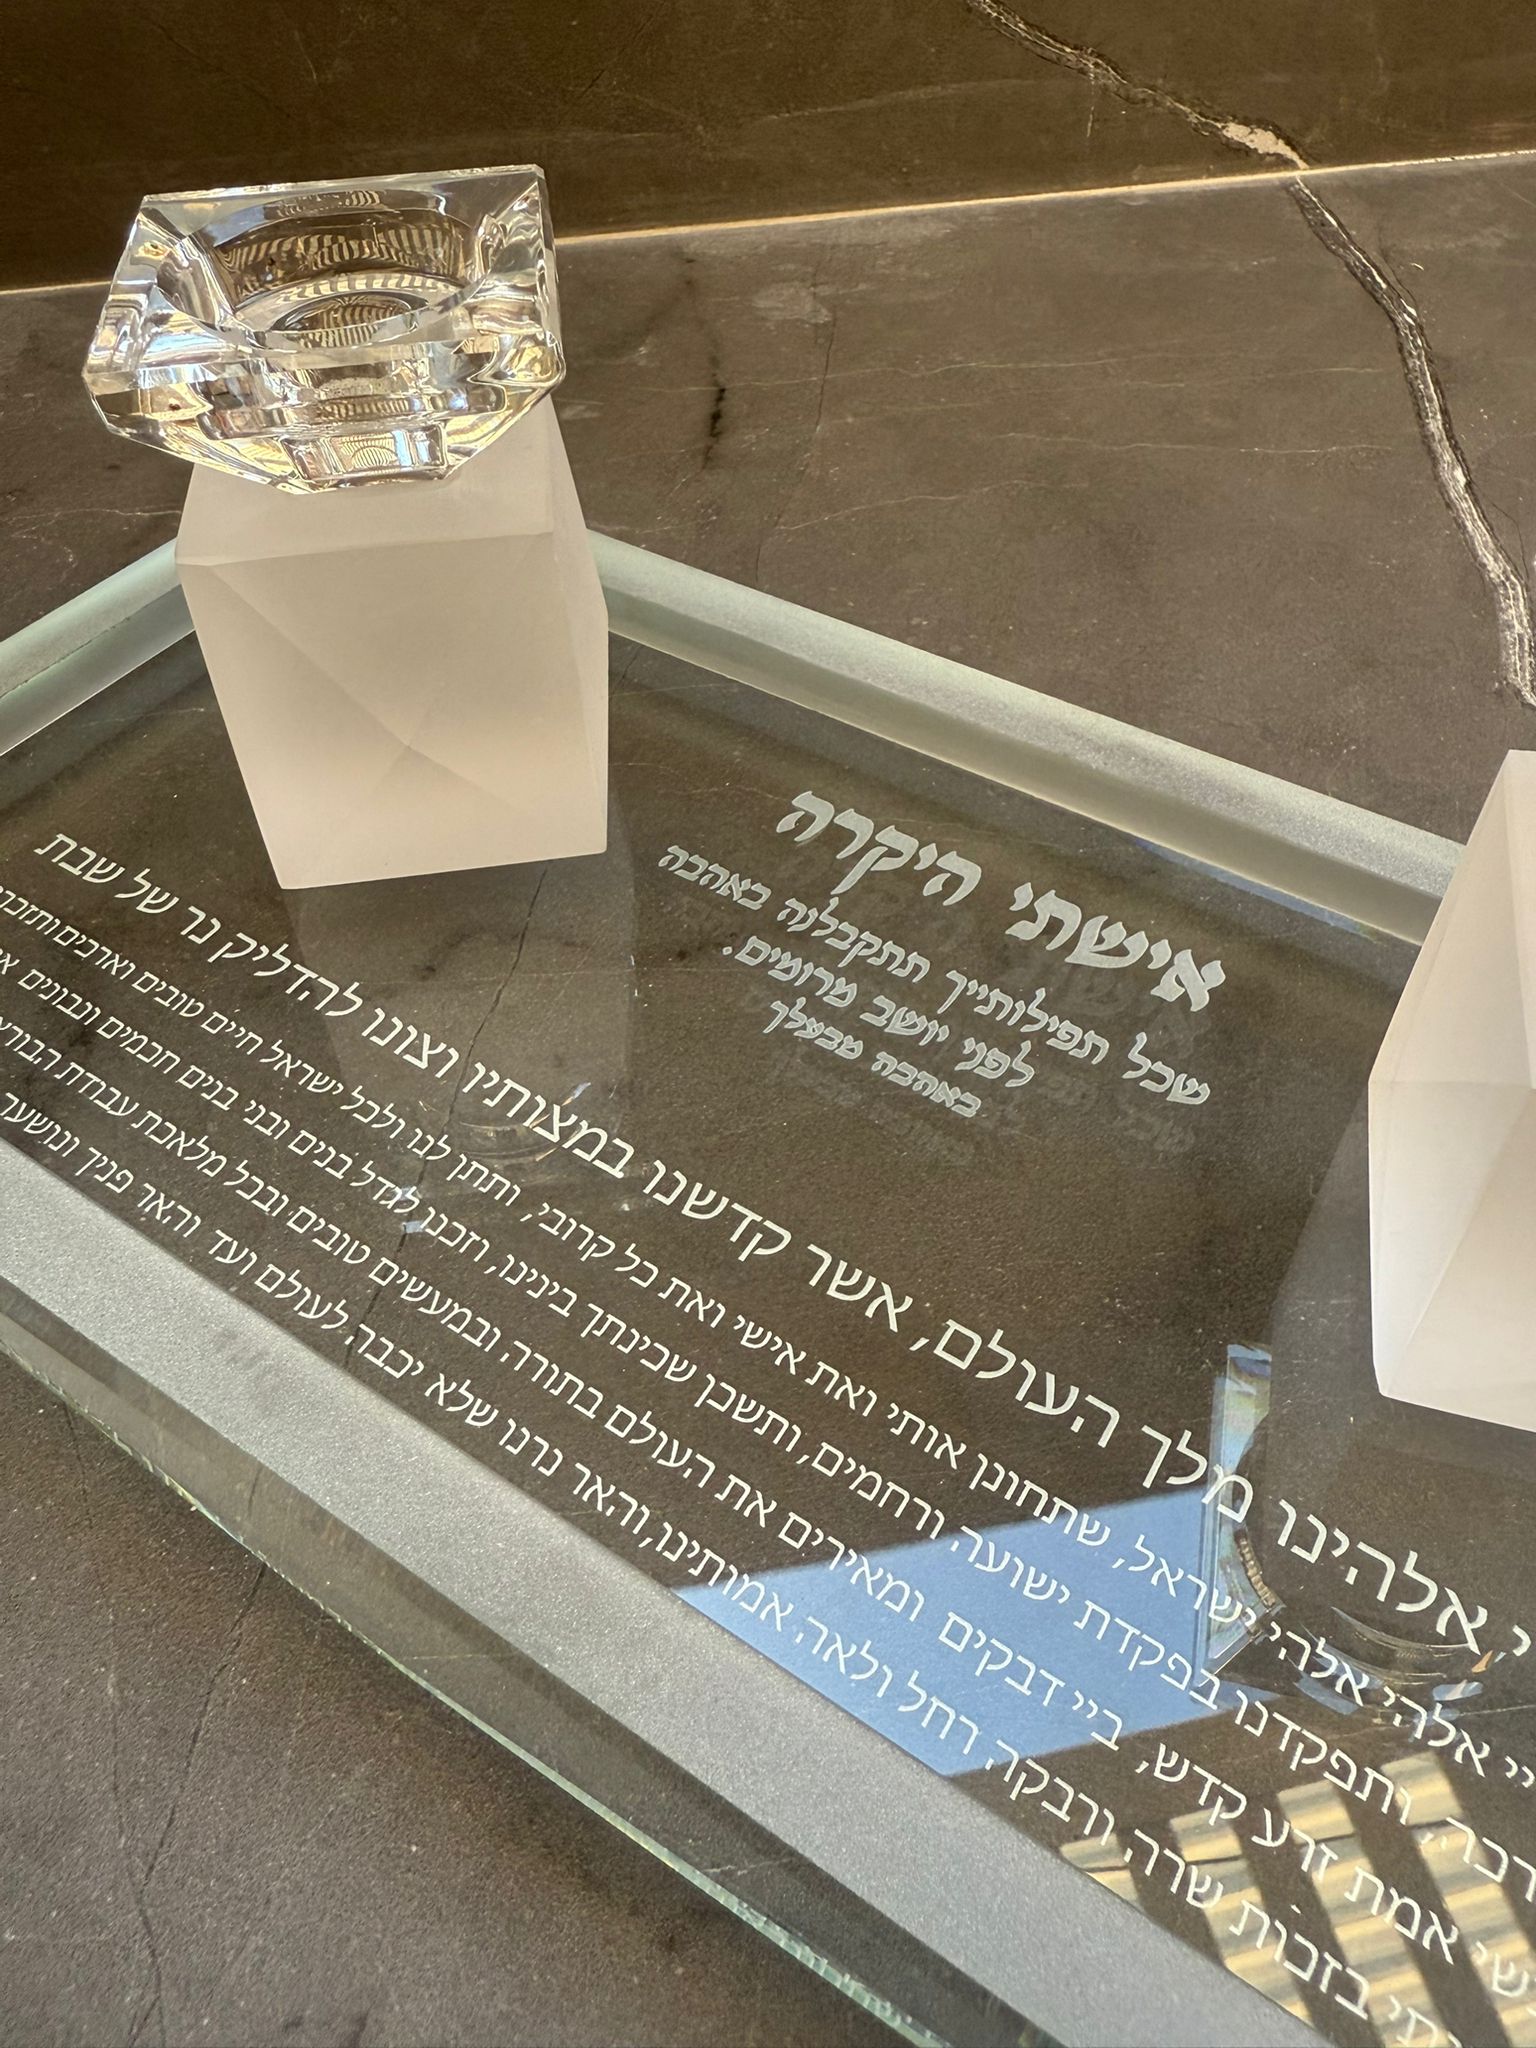 אישתי היקרה
שכל תפילותייך תתקבלנה באהבה
לפני יושב מרומים.
באהבה מבעלך
אלהינו מלך העולם, אשר קדשנו במצותיו וצונו להדליק נר של שבת
יי אלהי אלהי ישראל, שתחונן אותי ואת אישי ואת כל קרובי, ותתן לנו ולכל ישראל חיים טובים וארכים
ותפקדנו בפקדת ישועה ורחמים, ותשכן שכינתך בינינו, וזכנו לגדל בנים ובני בנים חכמים ונבונים
אמת זרע קדש, ביי דבקים ומאירים את העולם בתורה ובמעשים טובים ובכל מלאכת עבודת
בזכות שרה ורבקה רחל ולאה אמותינו, והאר נרנו שלא יכבה לעולם ועד והאר פניך ונושעה